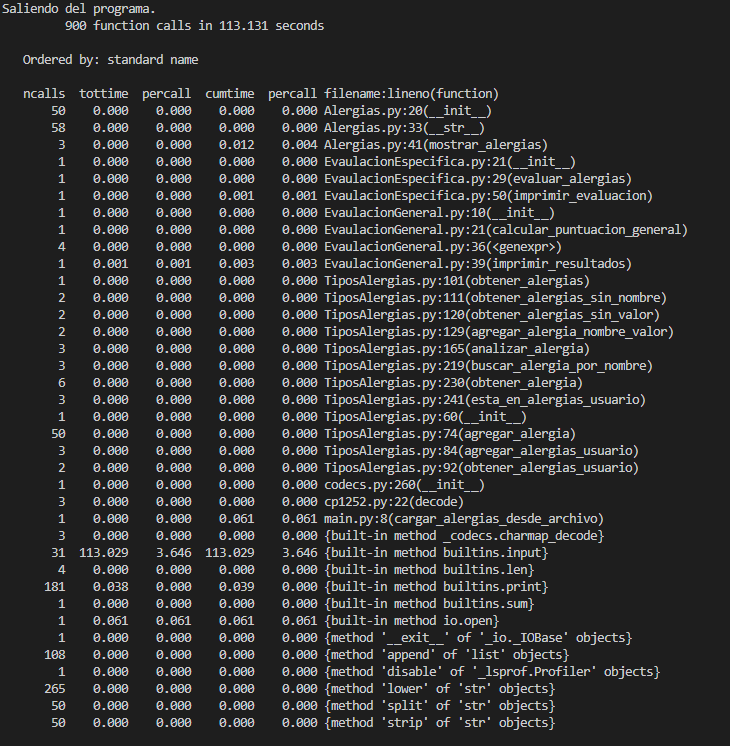 Saliendo del programa.
         900 function calls in 113.131 seconds

   Ordered by: standard name

   ncalls  tottime  percall  cumtime  percall filename:lineno(function)
       50    0.000    0.000    0.000    0.000 Alergias.py:20(__init__)
       58    0.000    0.000    0.000    0.000 Alergias.py:33(__str__)
        3    0.000    0.000    0.012    0.004 Alergias.py:41(mostrar_alergias)
        1    0.000    0.000    0.000    0.000 EvaulacionEspecifica.py:21(__init__)
        1    0.000    0.000    0.000    0.000 EvaulacionEspecifica.py:29(evaluar_alergias)
        1    0.000    0.000    0.001    0.001 EvaulacionEspecifica.py:50(imprimir_evaluacion)
        1    0.000    0.000    0.000    0.000 EvaulacionGeneral.py:10(__init__)
        1    0.000    0.000    0.000    0.000 EvaulacionGeneral.py:21(calcular_puntuacion_general)
        4    0.000    0.000    0.000    0.000 EvaulacionGeneral.py:36(<genexpr>)
        1    0.001    0.001    0.003    0.003 EvaulacionGeneral.py:39(imprimir_resultados)
        1    0.000    0.000    0.000    0.000 TiposAlergias.py:101(obtener_alergias)
        2    0.000    0.000    0.000    0.000 TiposAlergias.py:111(obtener_alergias_sin_nombre)
        2    0.000    0.000    0.000    0.000 TiposAlergias.py:120(obtener_alergias_sin_valor)
        2    0.000    0.000    0.000    0.000 TiposAlergias.py:129(agregar_alergia_nombre_valor)
        3    0.000    0.000    0.000    0.000 TiposAlergias.py:165(analizar_alergia)
        3    0.000    0.000    0.000    0.000 TiposAlergias.py:219(buscar_alergia_por_nombre)
        6    0.000    0.000    0.000    0.000 TiposAlergias.py:230(obtener_alergia)
        3    0.000    0.000    0.000    0.000 TiposAlergias.py:241(esta_en_alergias_usuario)
        1    0.000    0.000    0.000    0.000 TiposAlergias.py:60(__init__)
       50    0.000    0.000    0.000    0.000 TiposAlergias.py:74(agregar_alergia)
        3    0.000    0.000    0.000    0.000 TiposAlergias.py:84(agregar_alergias_usuario)
        2    0.000    0.000    0.000    0.000 TiposAlergias.py:92(obtener_alergias_usuario)
        1    0.000    0.000    0.000    0.000 codecs.py:260(__init__)
        3    0.000    0.000    0.000    0.000 cp1252.py:22(decode)
        1    0.000    0.000    0.061    0.061 main.py:8(cargar_alergias_desde_archivo)
        3    0.000    0.000    0.000    0.000 {built-in method _codecs.charmap_decode}
       31  113.029    3.646  113.029    3.646 {built-in method builtins.input}
        4    0.000    0.000    0.000    0.000 {built-in method builtins.len}
      181    0.038    0.000    0.039    0.000 {built-in method builtins.print}
        1    0.000    0.000    0.000    0.000 {built-in method builtins.sum}
        1    0.061    0.061    0.061    0.061 {built-in method io.open}
        1    0.000    0.000    0.000    0.000 {method '__exit__' of '_io._IOBase' objects}
      108    0.000    0.000    0.000    0.000 {method 'append' of 'list' objects}
        1    0.000    0.000    0.000    0.000 {method 'disable' of '_lsprof.Profiler' objects}
      265    0.000    0.000    0.000    0.000 {method 'lower' of 'str' objects}
       50    0.000    0.000    0.000    0.000 {method 'split' of 'str' objects}
       50    0.000    0.000    0.000    0.000 {method 'strip' of 'str' objects}